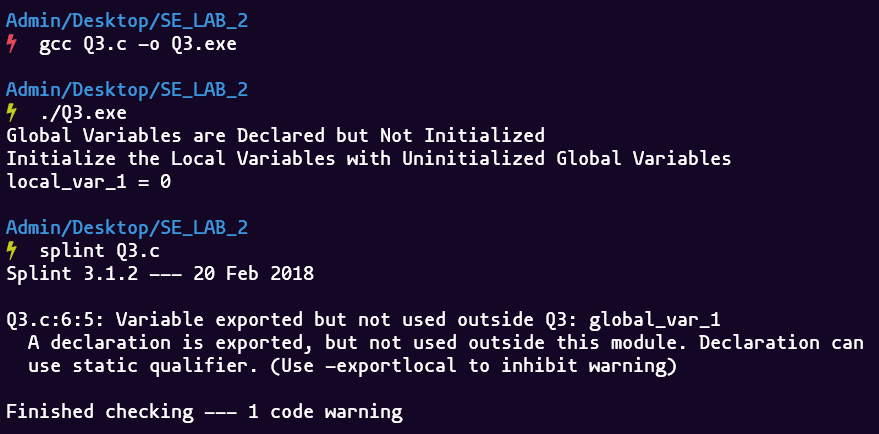 Admin/Desktop/SE_LAB_2
gcc Q3.c -o Q3.exe
Admin/Desktop/SE_LAB_2
./Q3.exe
Global Variables are Declared but Not Initialized
Initialize the Local Variables with Uninitialized Global Variables
local_var_1 = 0
Admin/Desktop/SE_LAB_2
splint Q3.c
Splint 3.1.2 --- 20 Feb 2018
Q3.c:6:5: Variable exported but not used outside Q3: global_var_1
A declaration is exported, but not used outside this module. Declaration can
use static qualifier. (Use -exportlocal to inhibit warning)
Finished checking --- 1 code warning